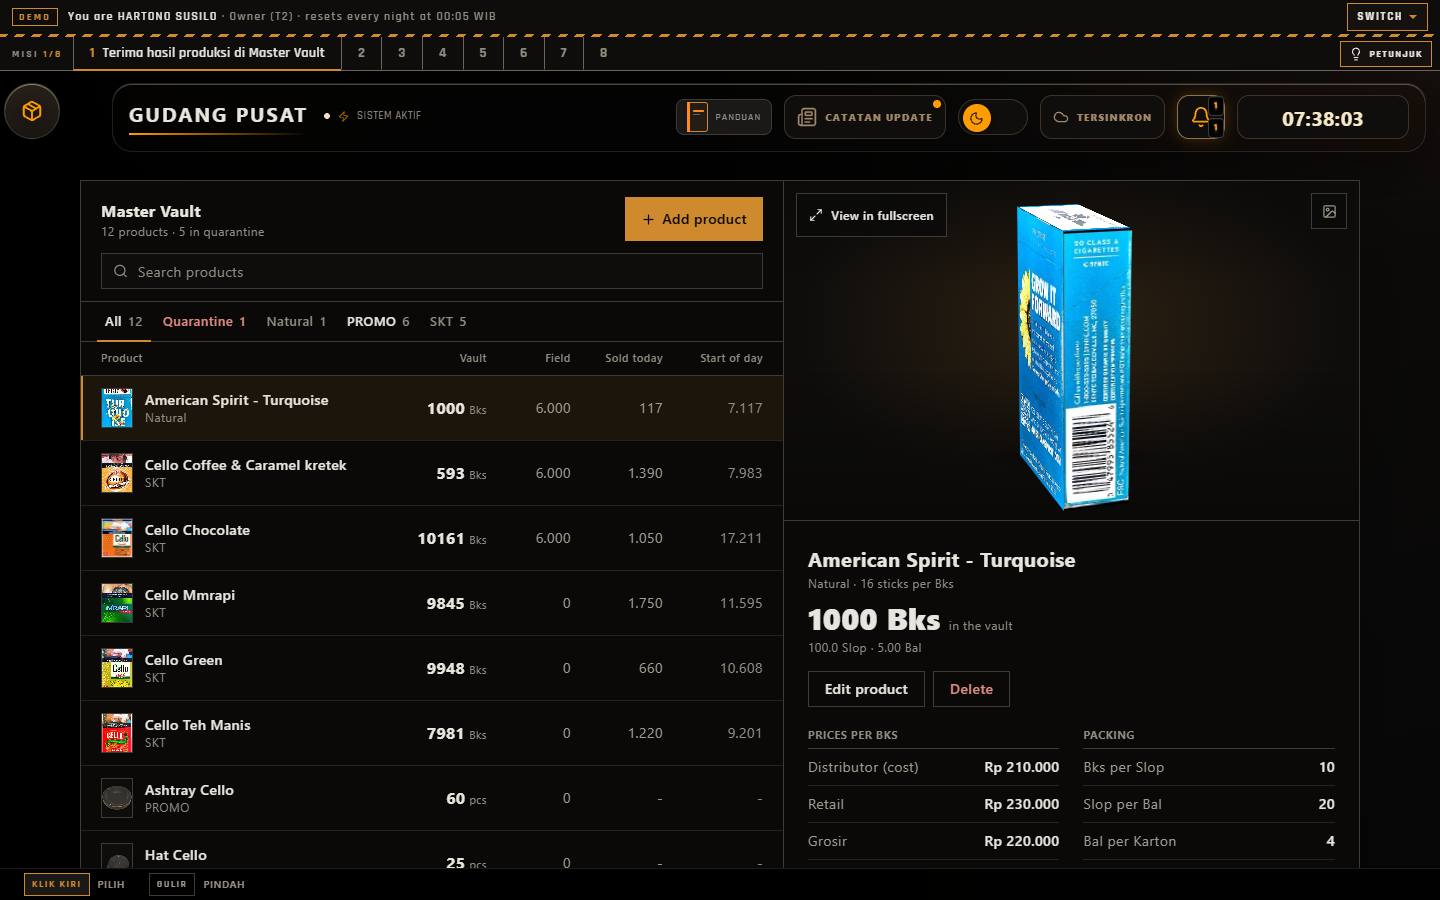 DEMO You are HARTONO SUSILO · Owner (T2) · resets every night at 00:05 WIB SWITCH
MISI 1/8 1 Terima hasil produksi di Master Vault 2 3 4 5 6 7 8 PETUNJUK
GUDANG PUSAT SISTEM AKTIF PANDUAN CATATAN UPDATE TERSINKRON 1 1 07:38:03
Master Vault
12 products · 5 in quarantine
+ Add product
Search products
All 12 Quarantine 1 Natural 1 PROMO 6 SKT 5
Product Vault Field Sold today Start of day
American Spirit - Turquoise
Natural
1000 Bks 6.000 117 7.117
Cello Coffee & Caramel kretek
SKT
593 Bks 6.000 1.390 7.983
Cello Chocolate
SKT
10161 Bks 6.000 1.050 17.211
Cello Mmrapi
SKT
9845 Bks 0 1.750 11.595
Cello Green
SKT
9948 Bks 0 660 10.608
Cello Teh Manis
SKT
7981 Bks 0 1.220 9.201
Ashtray Cello
PROMO
60 pcs 0 - -
Hat Cello
25 pcs 0 - -
View in fullscreen
20 CLASS A
CIGARETTES
GROW IT
FORWARD
American Spirit - Turquoise
Natural · 16 sticks per Bks
1000 Bks in the vault
100.0 Slop · 5.00 Bal
Edit product Delete
PRICES PER BKS
Distributor (cost) Rp 210.000
Retail Rp 230.000
Grosir Rp 220.000
PACKING
Bks per Slop 10
Slop per Bal 20
Bal per Karton 4
KLIK KIRI PILIH GULIR PINDAH